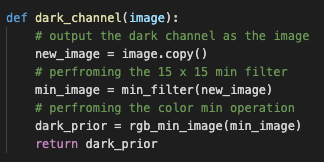 def dark_channel(image):
# output the dark channel as the image
new_image = image.copy()
# perfroming the 15 x 15 min filter
min_image = min_filter(new_image)
# perfroming the color min operation
dark_prior = rgb_min_image(min_image)
return dark_prior